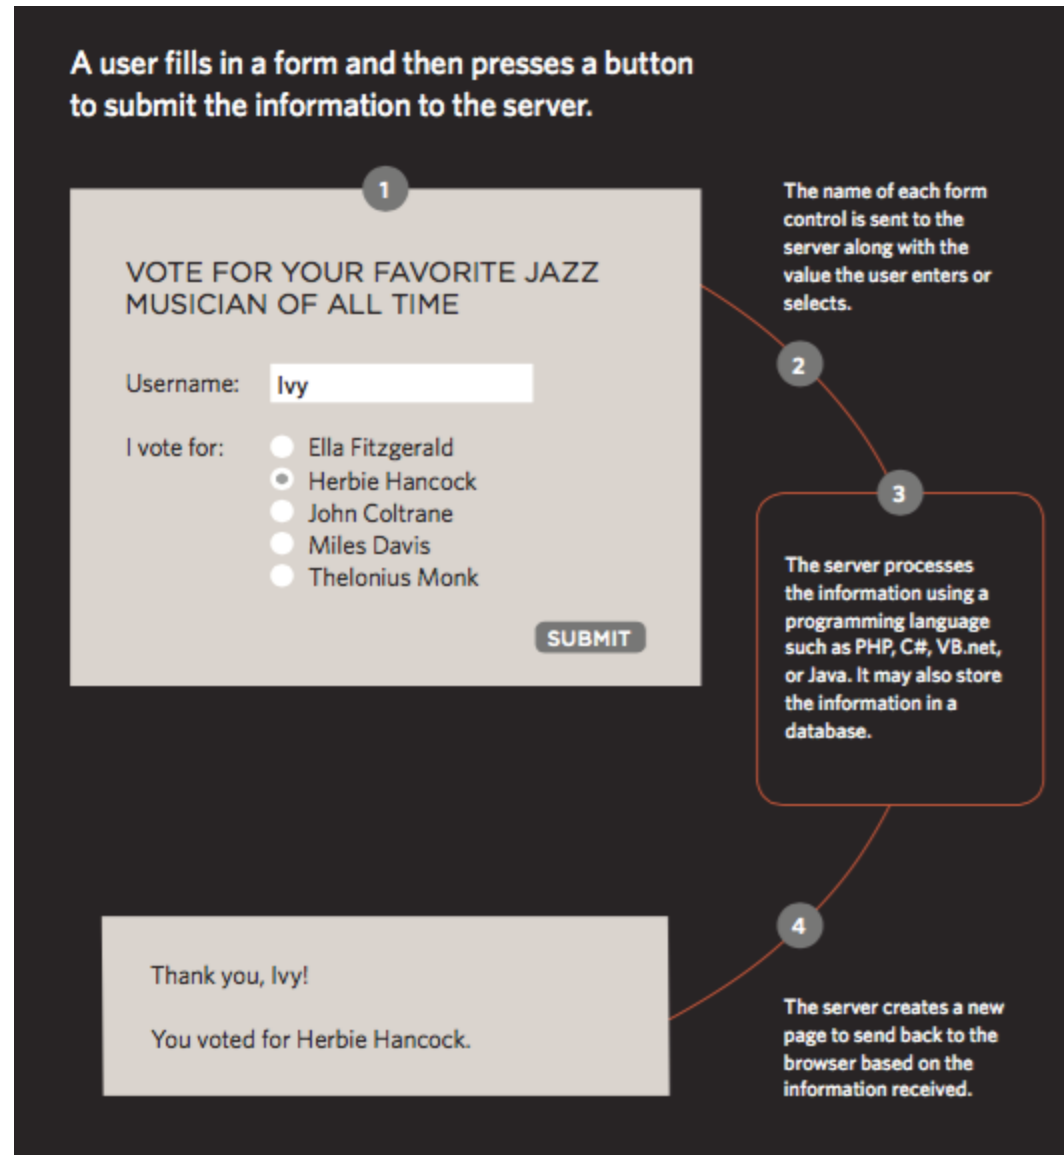 A user fills in a form and then presses a button
to submit the information to the server.
1
VOTE FOR YOUR FAVORITE JAZZ
MUSICIAN OF ALL TIME
Username: Ivy
I vote for: Ella Fitzgerald
Herbie Hancock
John Coltrane
Miles Davis
Thelonius Monk
SUBMIT
The name of each form
control is sent to the
server along with the
value the user enters or
selects.
2
3
The server processes
the information using a
programming language
such as PHP, C#, VB.net,
or Java. It may also store
the information in a
database.
4
The server creates a new
page to send back to the
browser based on the
information received.
Thank you, Ivy!
You voted for Herbie Hancock.